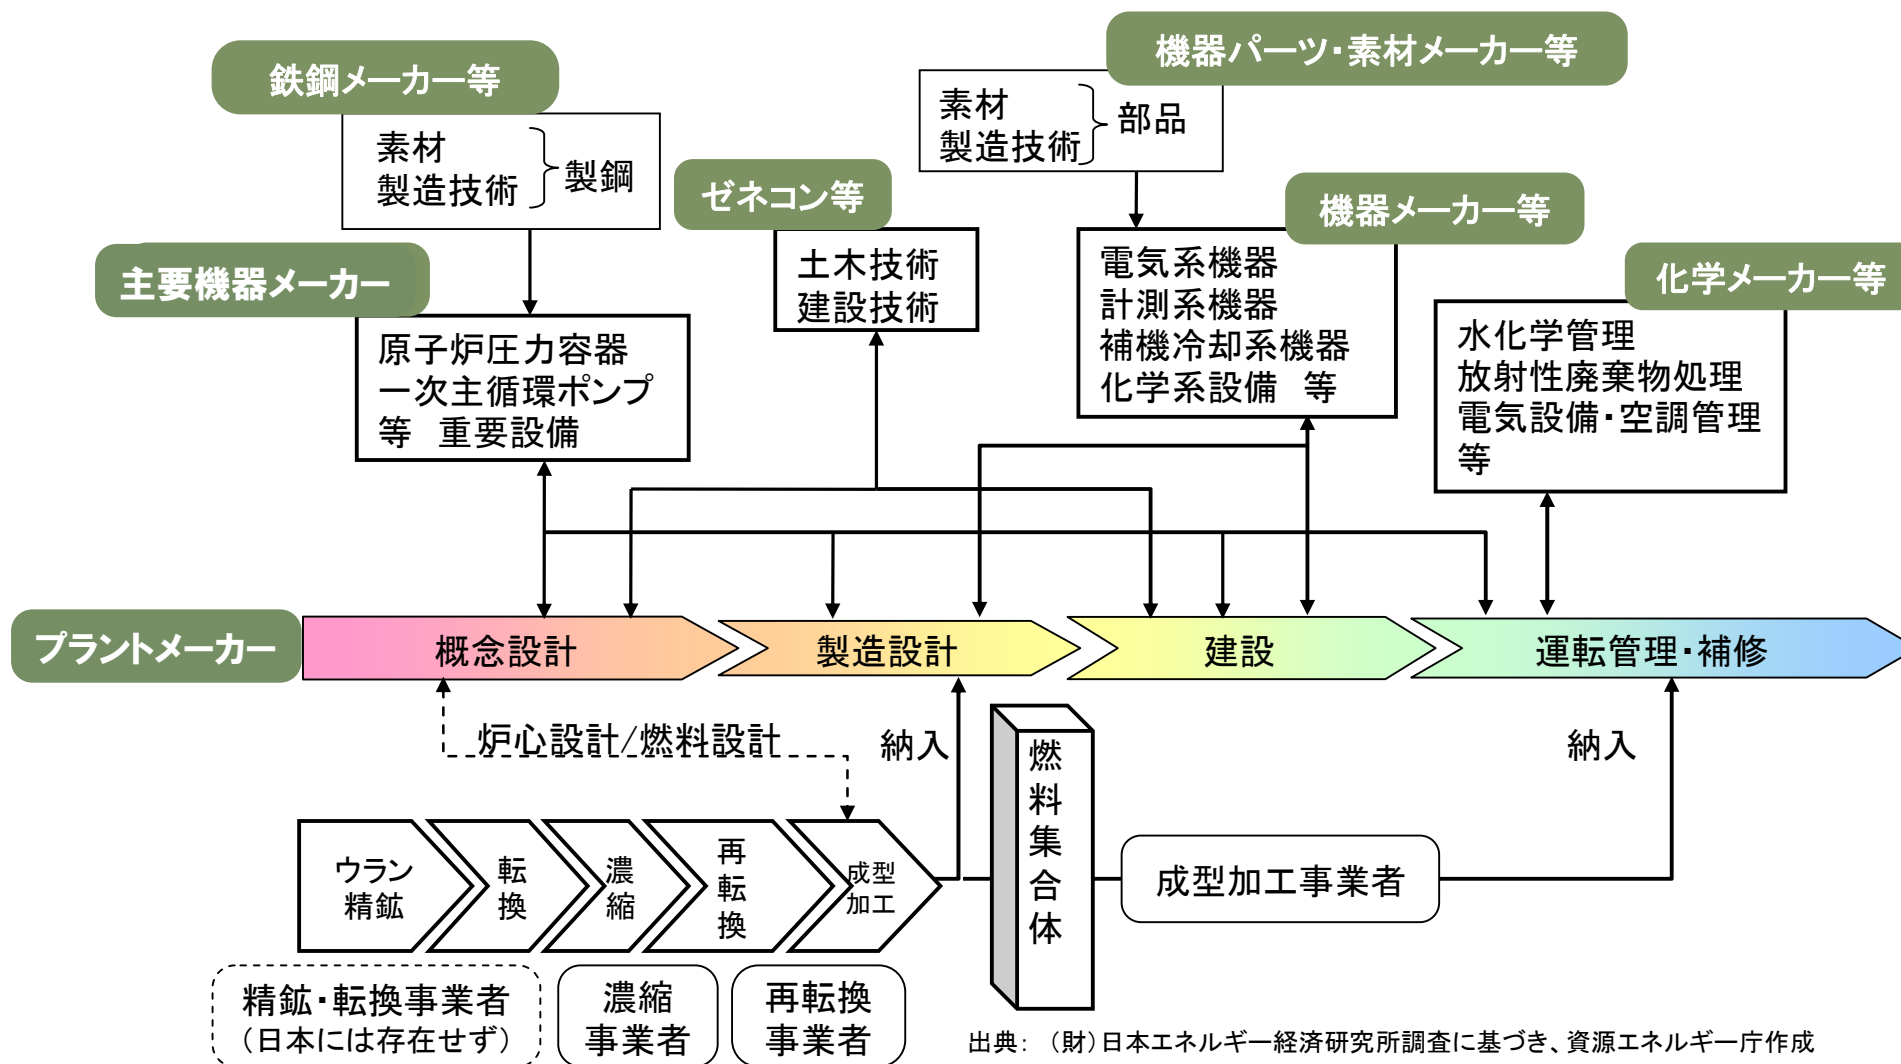 鉄鋼メーカー等
機器パーツ・素材メーカー等
素材
製造技術
製鋼
素材
製造技術
部品
ゼネコン等
機器メーカー等
主要機器メーカー
土木技術
建設技術
電気系機器
計測系機器
補機冷却系機器
化学系設備　等
化学メーカー等
原子炉圧力容器
一次主循環ポンプ
等　重要設備
水化学管理
放射性廃棄物処理
電気設備・空調管理
等
プラントメーカー
概念設計
製造設計
建設
運転管理・補修
炉心設計/燃料設計
納入
納入
燃料集合体
ウラン
精鉱
転換
濃縮
再転換
成型
加工
成型加工事業者
精鉱・転換事業者
（日本には存在せず）
濃縮
事業者
再転換
事業者
出典：（財）日本エネルギー経済研究所調査に基づき、資源エネルギー庁作成